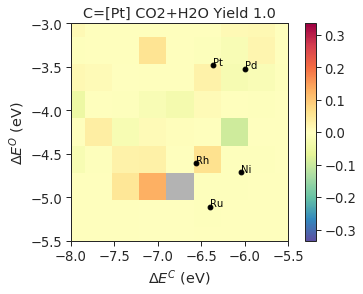 C=[Pt] CO2+H2O Yield 1.0
ΔE^O (eV)
−3.0
−3.5
−4.0
−4.5
−5.0
−5.5
Pt
Pd
Rh
Ni
Ru
−8.0 −7.5 −7.0 −6.5 −6.0 −5.5
ΔE^C (eV)
0.3
0.2
0.1
0.0
−0.1
−0.2
−0.3